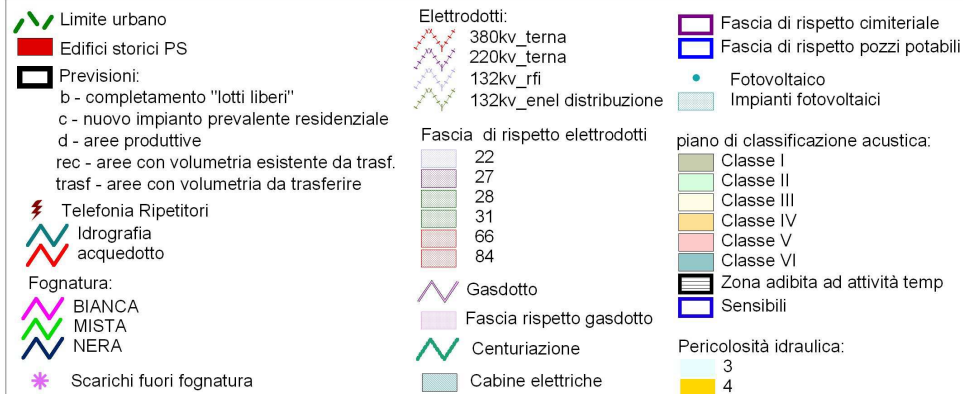 Limite urbano
Edifici storici PS
Previsioni:
b - completamento "lotti liberi"
c - nuovo impianto prevalente residenziale
d - aree produttive
rec - aree con volumetria esistente da trasf.
trasf - aree con volumetria da trasferire
Telefonia Ripetitori
Idrografia
acquedotto
Fognatura:
BIANCA
MISTA
NERA
Scarichi fuori fognatura
Elettrodotti:
380kv_terna
220kv_terna
132kv_rfi
132kv_enel distribuzione
Fascia di rispetto elettrodotti
22
27
28
31
66
84
Gasdotto
Fascia rispetto gasdotto
Centuriazione
Cabine elettriche
Fascia di rispetto cimiteriale
Fascia di rispetto pozzi potabili
Fotovoltaico
Impianti fotovoltaici
piano di classificazione acustica:
Classe I
Classe II
Classe III
Classe IV
Classe V
Classe VI
Zona adibita ad attività temp
Sensibili
Pericolosità idraulica:
3
4